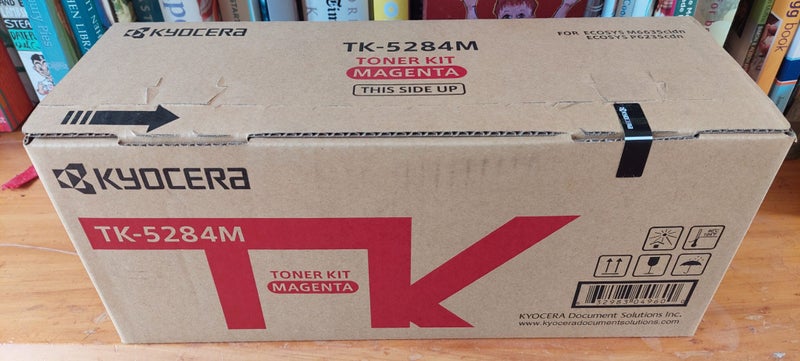 KYOCERA
TK-5284M
TONER KIT
MAGENTA
THIS SIDE UP
FOR ECOSYS M6635cidn
ECOSYS P6235cdn
KYOCERA
TK-5284M
TK
TONER KIT
MAGENTA
KYOCERA Document Solutions Inc.
www.kyoceradocumentsolutions.com